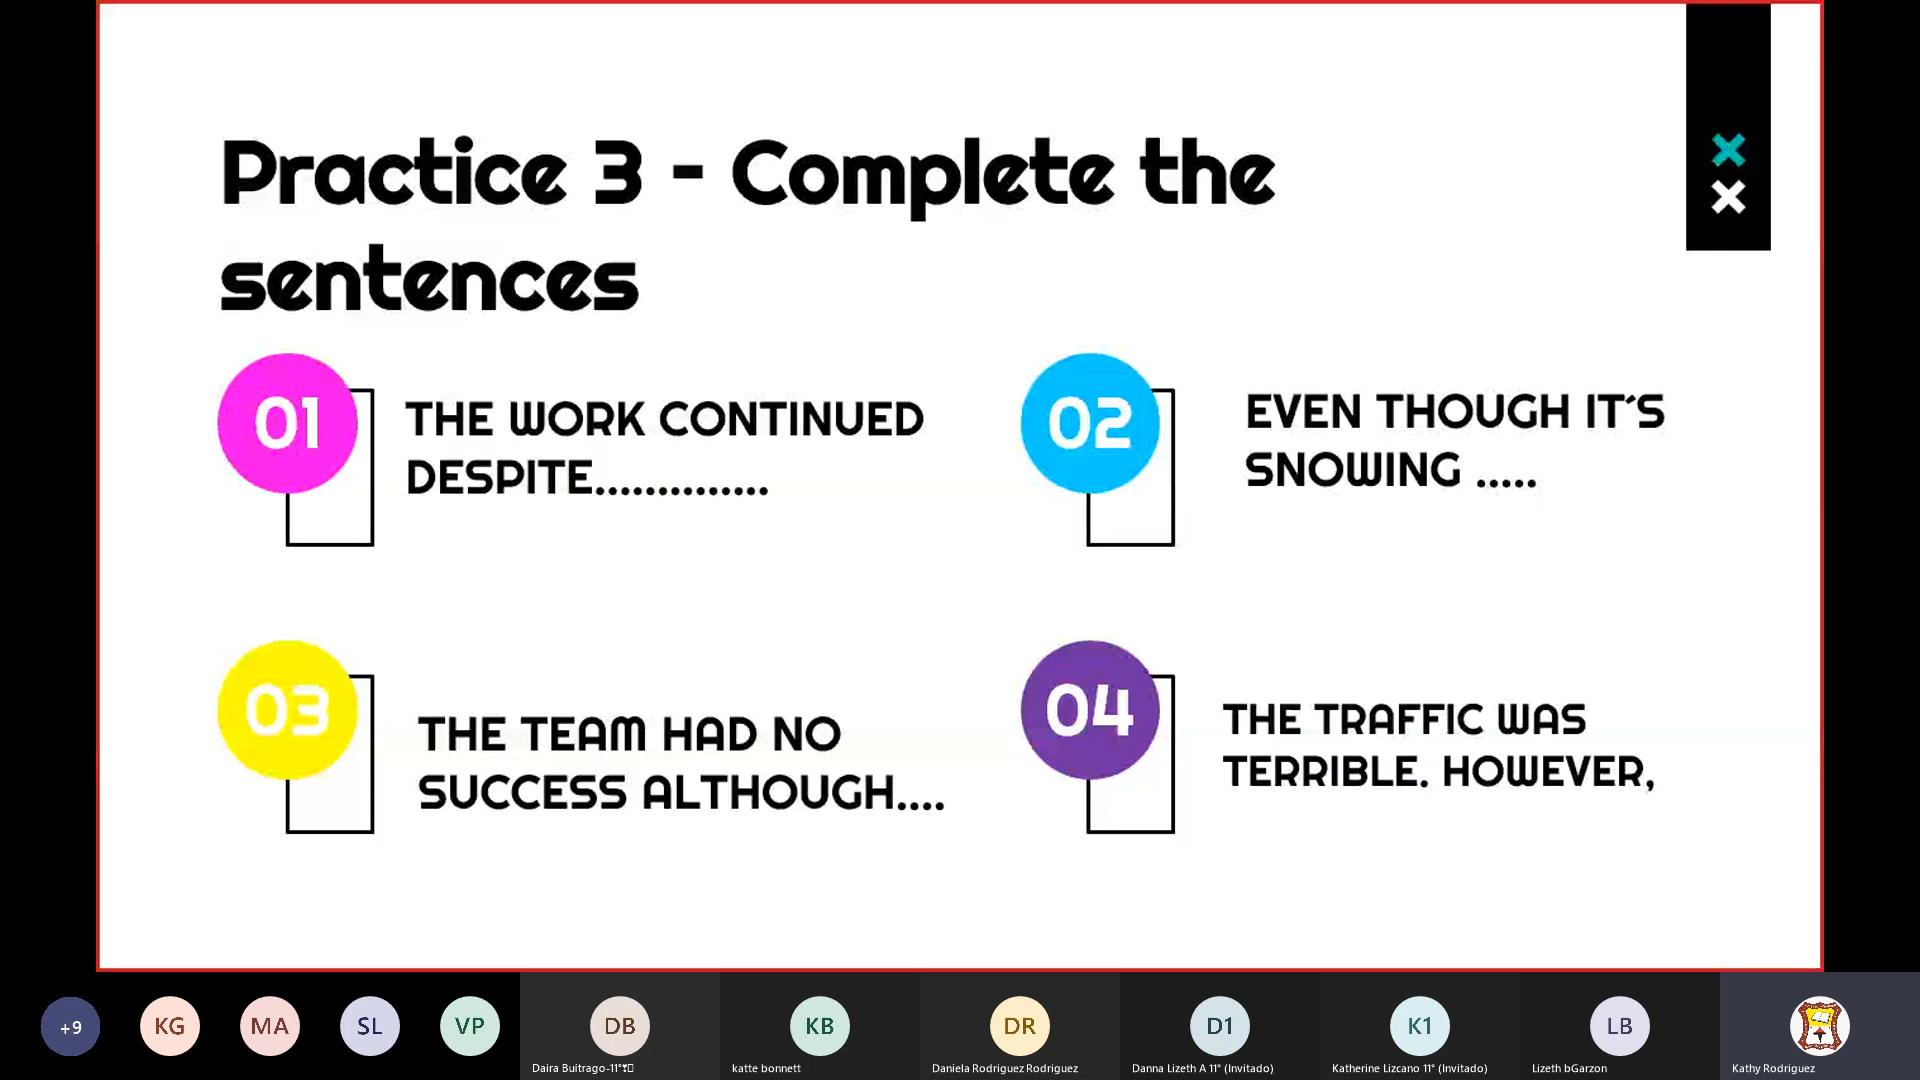 Practice 3 - Complete the
sentences
01
THE WORK CONTINUED
DESPITE..............
02
EVEN THOUGH IT´S
SNOWING .....
03
THE TEAM HAD NO
SUCCESS ALTHOUGH....
04
THE TRAFFIC WAS
TERRIBLE. HOWEVER,
+9
KG
MA
SL
VP
DB
Daira Buitrago-11°
KB
katte bonnett
DR
Daniela Rodriguez Rodriguez
D1
Danna Lizeth A 11° (Invitado)
K1
Katherine Lizcano 11° (Invitado)
LB
Lizeth bGarzon
Kathy Rodriguez